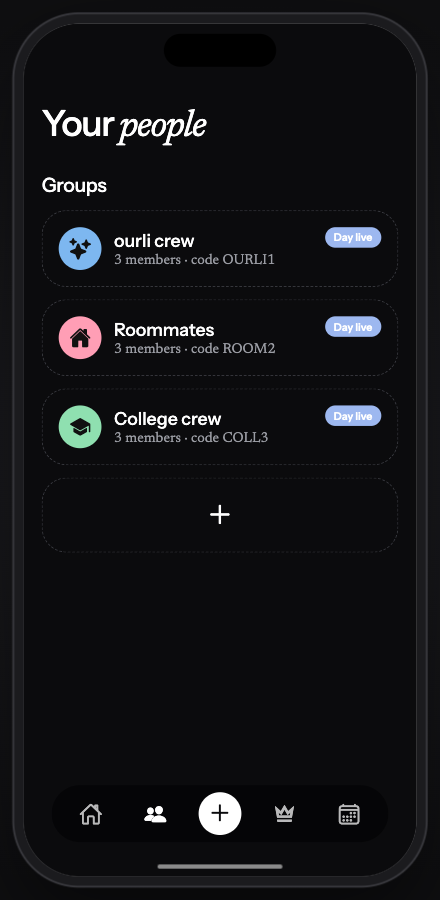 Your people
Groups
ourli crew
Day live
3 members · code OURLI1
Roommates
Day live
3 members · code ROOM2
College crew
Day live
3 members · code COLL3